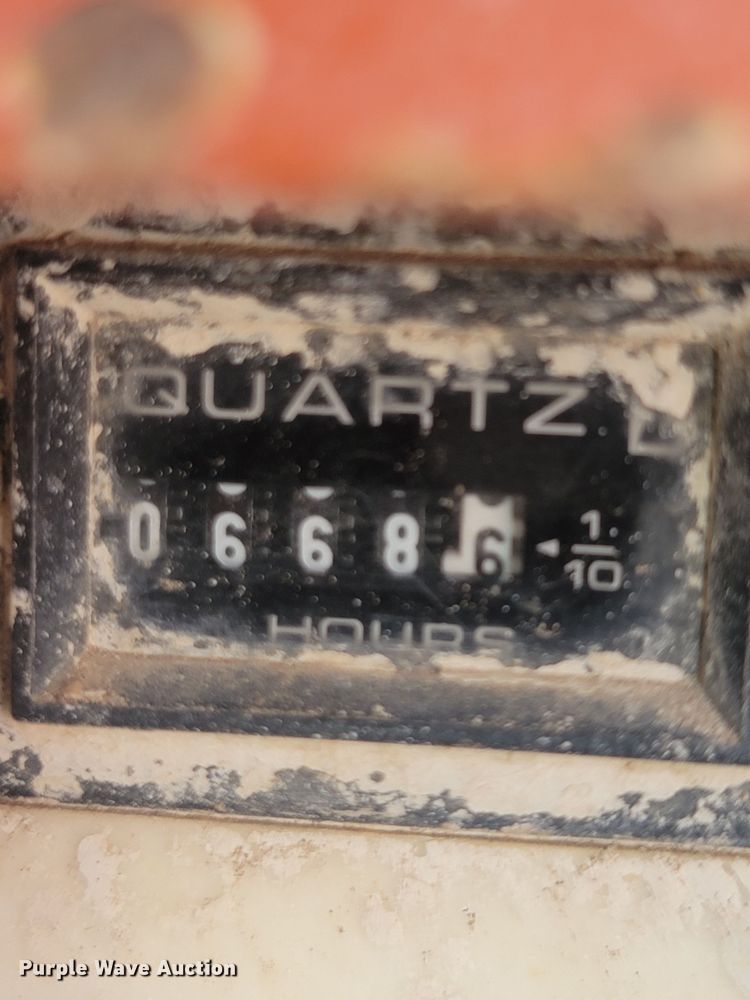 QUARTZ
0 6 6 8 6 ◄ 1/10
HOURS
Purple Wave Auction